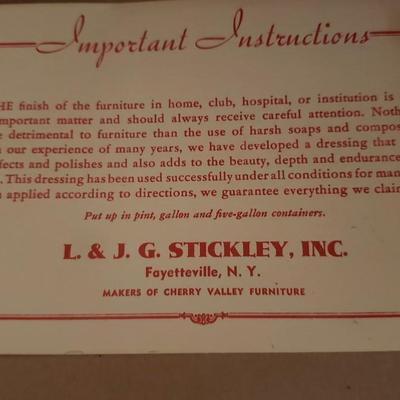 Important Instructions
HE finish of the furniture in home, club, hospital, or institution is
mportant matter and should always receive careful attention. Noth
e detrimental to furniture than the use of harsh soaps and compos
n our experience of many years, we have developed a dressing that
fects and polishes and also adds to the beauty, depth and endurance
. This dressing has been used successfully under all conditions for man
n applied according to directions, we guarantee everything we claim
Put up in pint, gallon and five-gallon containers.
L. & J. G. STICKLEY, INC.
Fayetteville, N. Y.
MAKERS OF CHERRY VALLEY FURNITURE